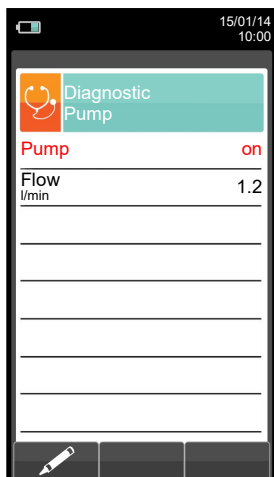 15/01/14
10:00
Diagnostic
Pump
Pump on
Flow 1.2
l/min